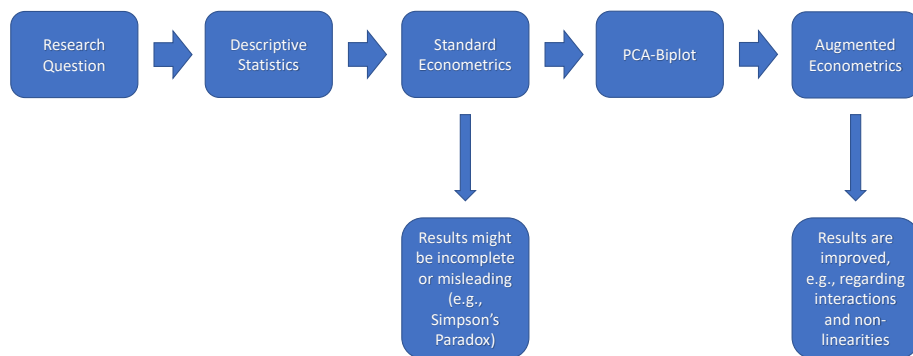 Research
Question
Descriptive
Statistics
Standard
Econometrics
PCA-Biplot
Augmented
Econometrics
Results might
be incomplete
or misleading
(e.g.,
Simpson's
Paradox)
Results are
improved,
e.g., regarding
interactions
and non-
linearities